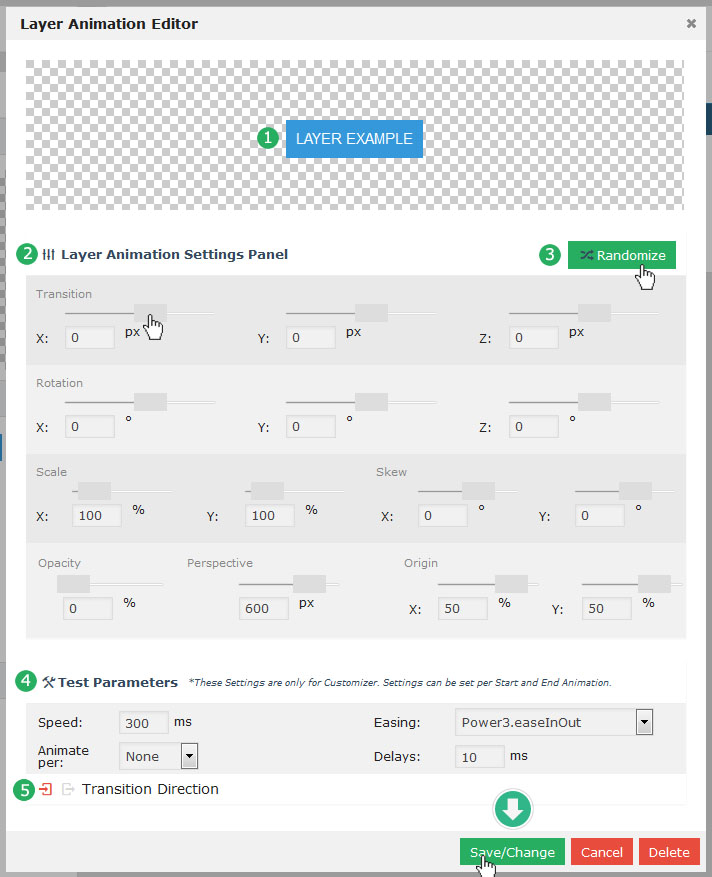 Layer Animation Editor ×
1 LAYER EXAMPLE
2 Layer Animation Settings Panel 3 Randomize
Transition
X: 0 px Y: 0 px Z: 0 px
Rotation
X: 0 ° Y: 0 ° Z: 0 °
Scale Skew
X: 100 % Y: 100 % X: 0 ° Y: 0 °
Opacity Perspective Origin
0 % 600 px X: 50 % Y: 50 %
4 Test Parameters *These Settings are only for Customizer. Settings can be set per Start and End Animation.
Speed: 300 ms Easing: Power3.easeInOut
Animate
per: None Delays: 10 ms
5 Transition Direction
Save/Change Cancel Delete